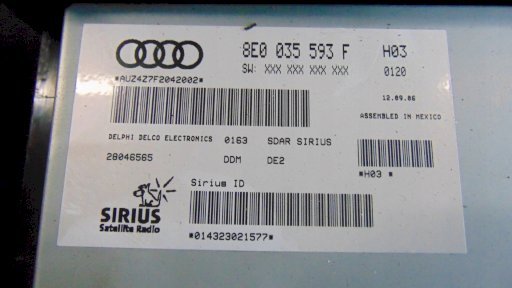 8E0 035 593 F H03
SW: XXX XXX XXX XXX 0120
*AUZ4Z7F2042002*
12.09.06
ASSEMBLED IN MEXICO
DELPHI DELCO ELECTRONICS 0163 SDAR SIRIUS
28046565 DDM DE2
*H03 *
Sirius ID
SIRIUS
Satellite Radio
*014323021577*